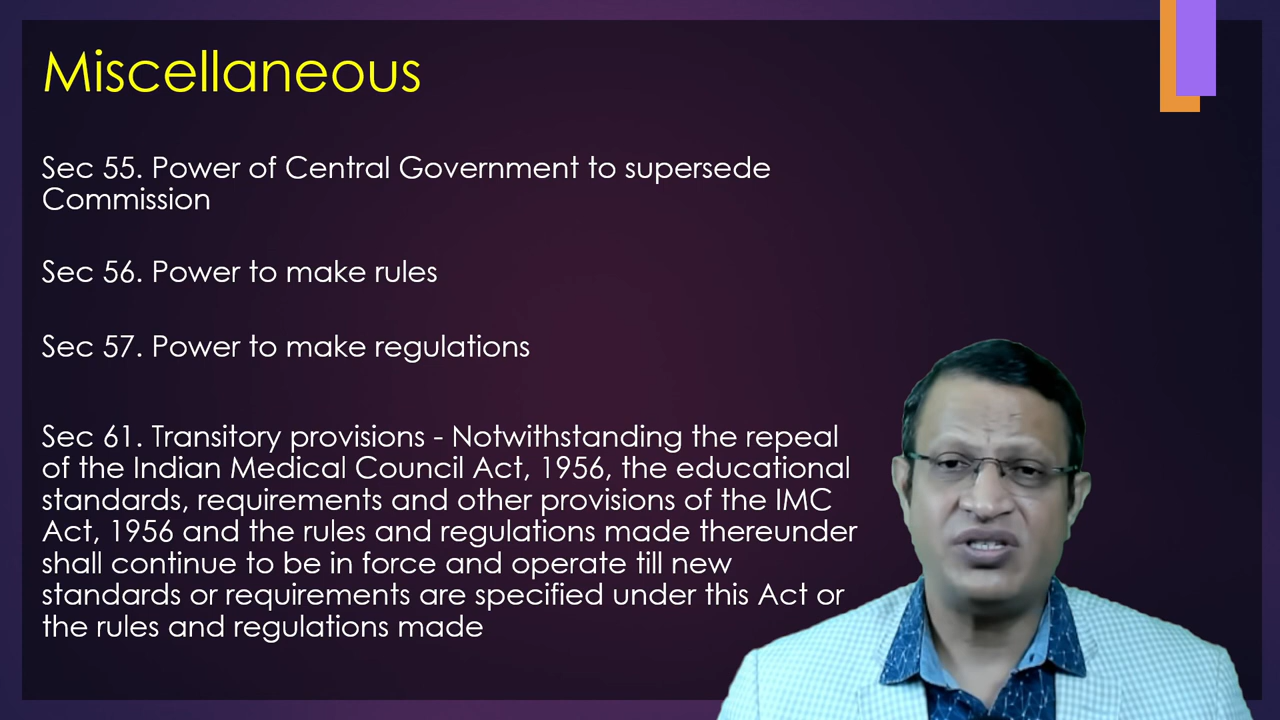 Miscellaneous
Sec 55. Power of Central Government to supersede
Commission
Sec 56. Power to make rules
Sec 57. Power to make regulations
Sec 61. Transitory provisions - Notwithstanding the repeal
of the Indian Medical Council Act, 1956, the educational
standards, requirements and other provisions of the IMC
Act, 1956 and the rules and regulations made thereunder
shall continue to be in force and operate till new
standards or requirements are specified under this Act or
the rules and regulations made